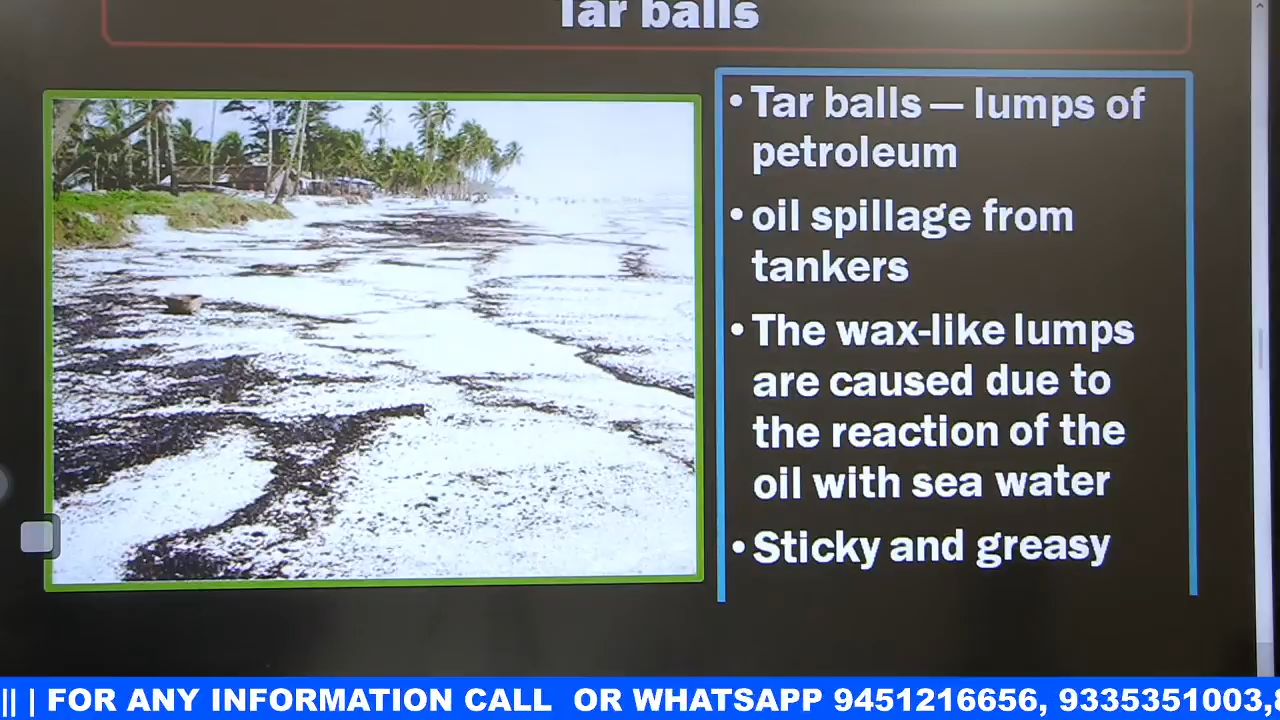 Tar balls
• Tar balls — lumps of
petroleum
• oil spillage from
tankers
• The wax-like lumps
are caused due to
the reaction of the
oil with sea water
• Sticky and greasy
|| | FOR ANY INFORMATION CALL  OR WHATSAPP 9451216656, 9335351003,